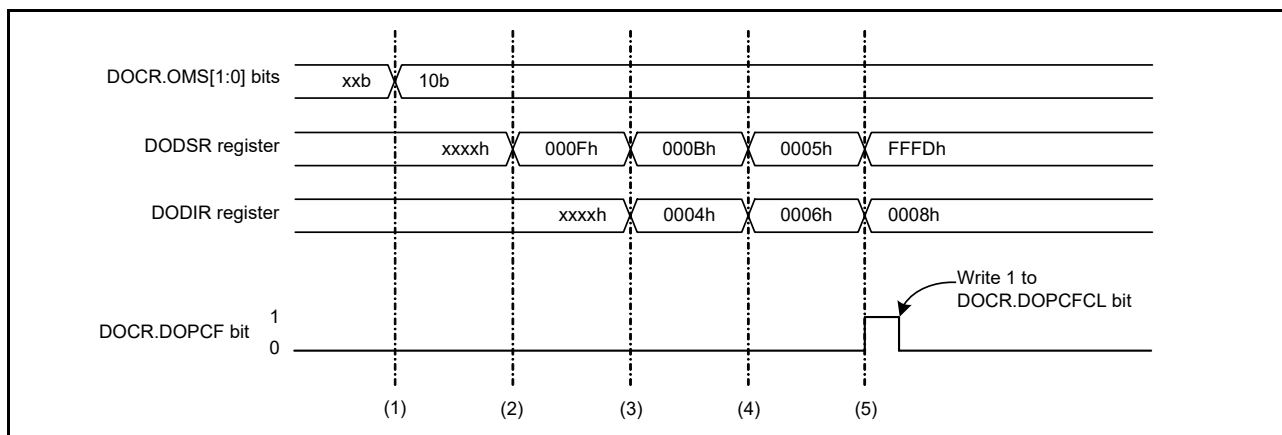 DOCR.OMS[1:0] bits
xxb
10b
DODSR register
xxxxh
000Fh
000Bh
0005h
FFFDh
DODIR register
xxxxh
0004h
0006h
0008h
Write 1 to
DOCR.DOPCFCL bit
DOCR.DOPCF bit
1
0
(1)
(2)
(3)
(4)
(5)